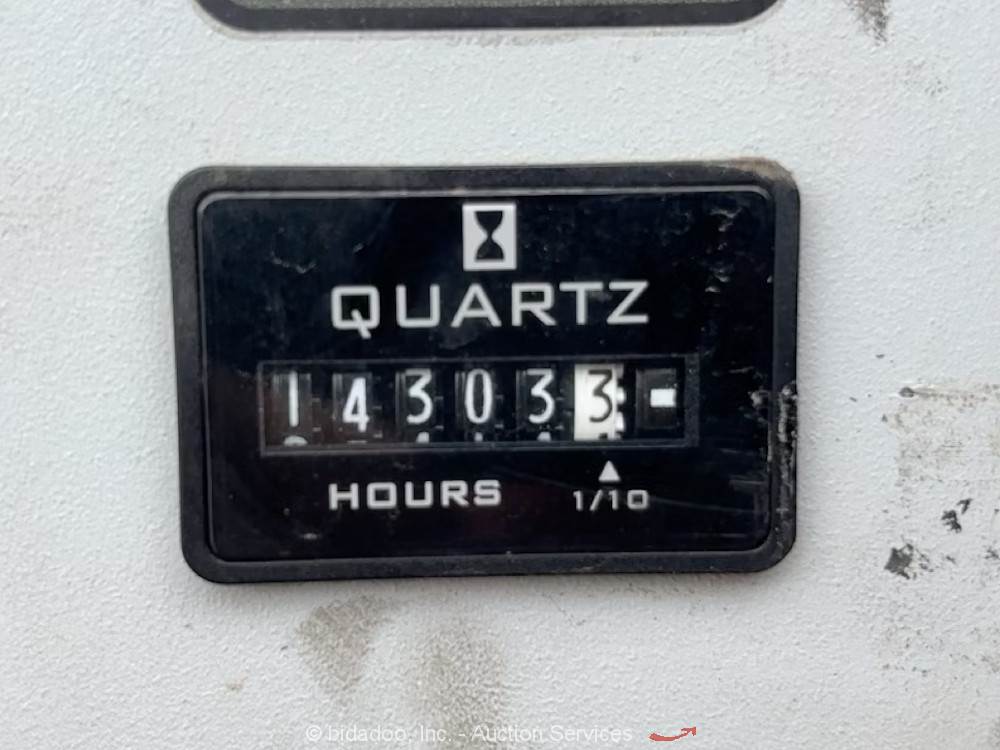 QUARTZ
143033
HOURS 1/10
© bidadoo, Inc. - Auction Services